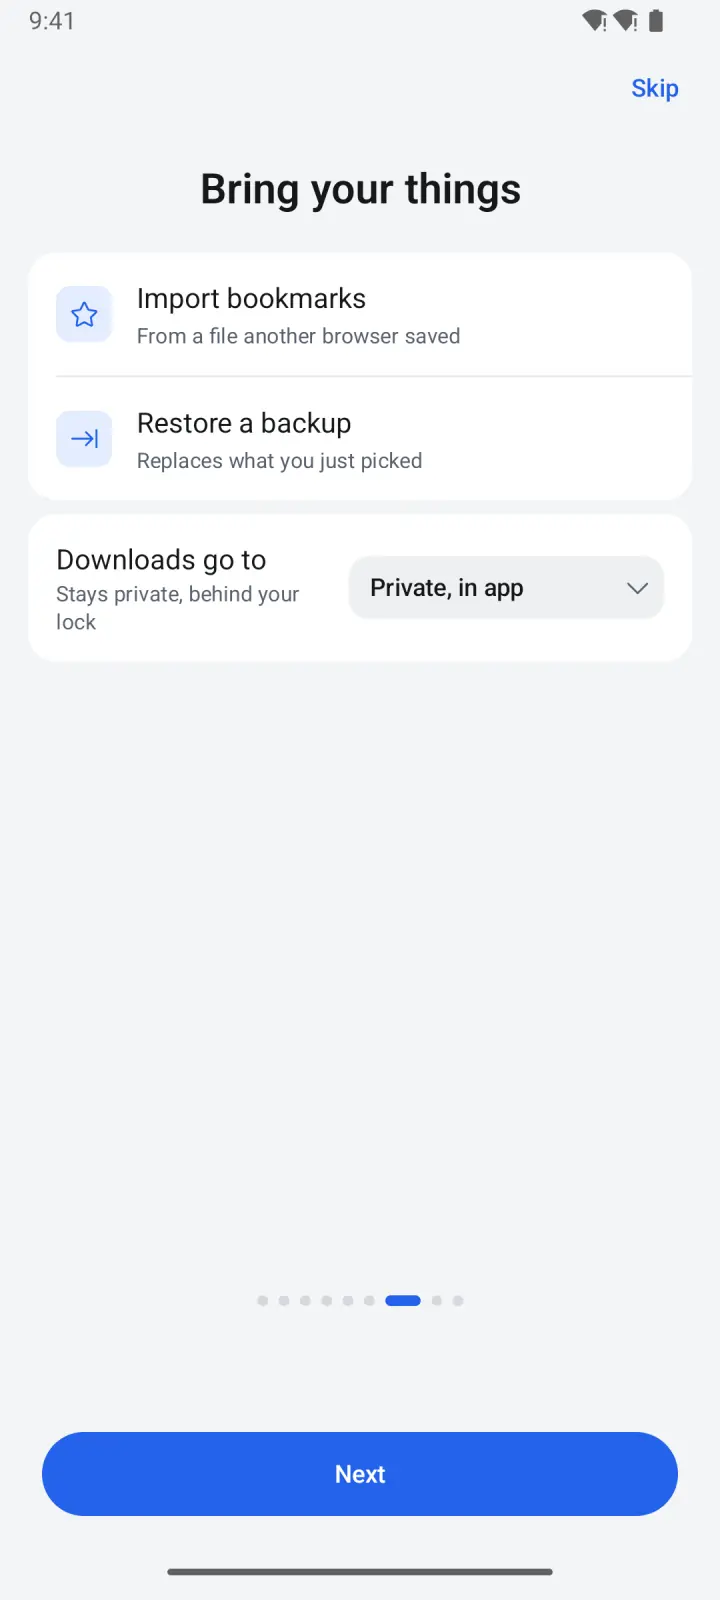 9:41
Skip
Bring your things
Import bookmarks
From a file another browser saved
Restore a backup
Replaces what you just picked
Downloads go to
Stays private, behind your
lock
Private, in app
Next